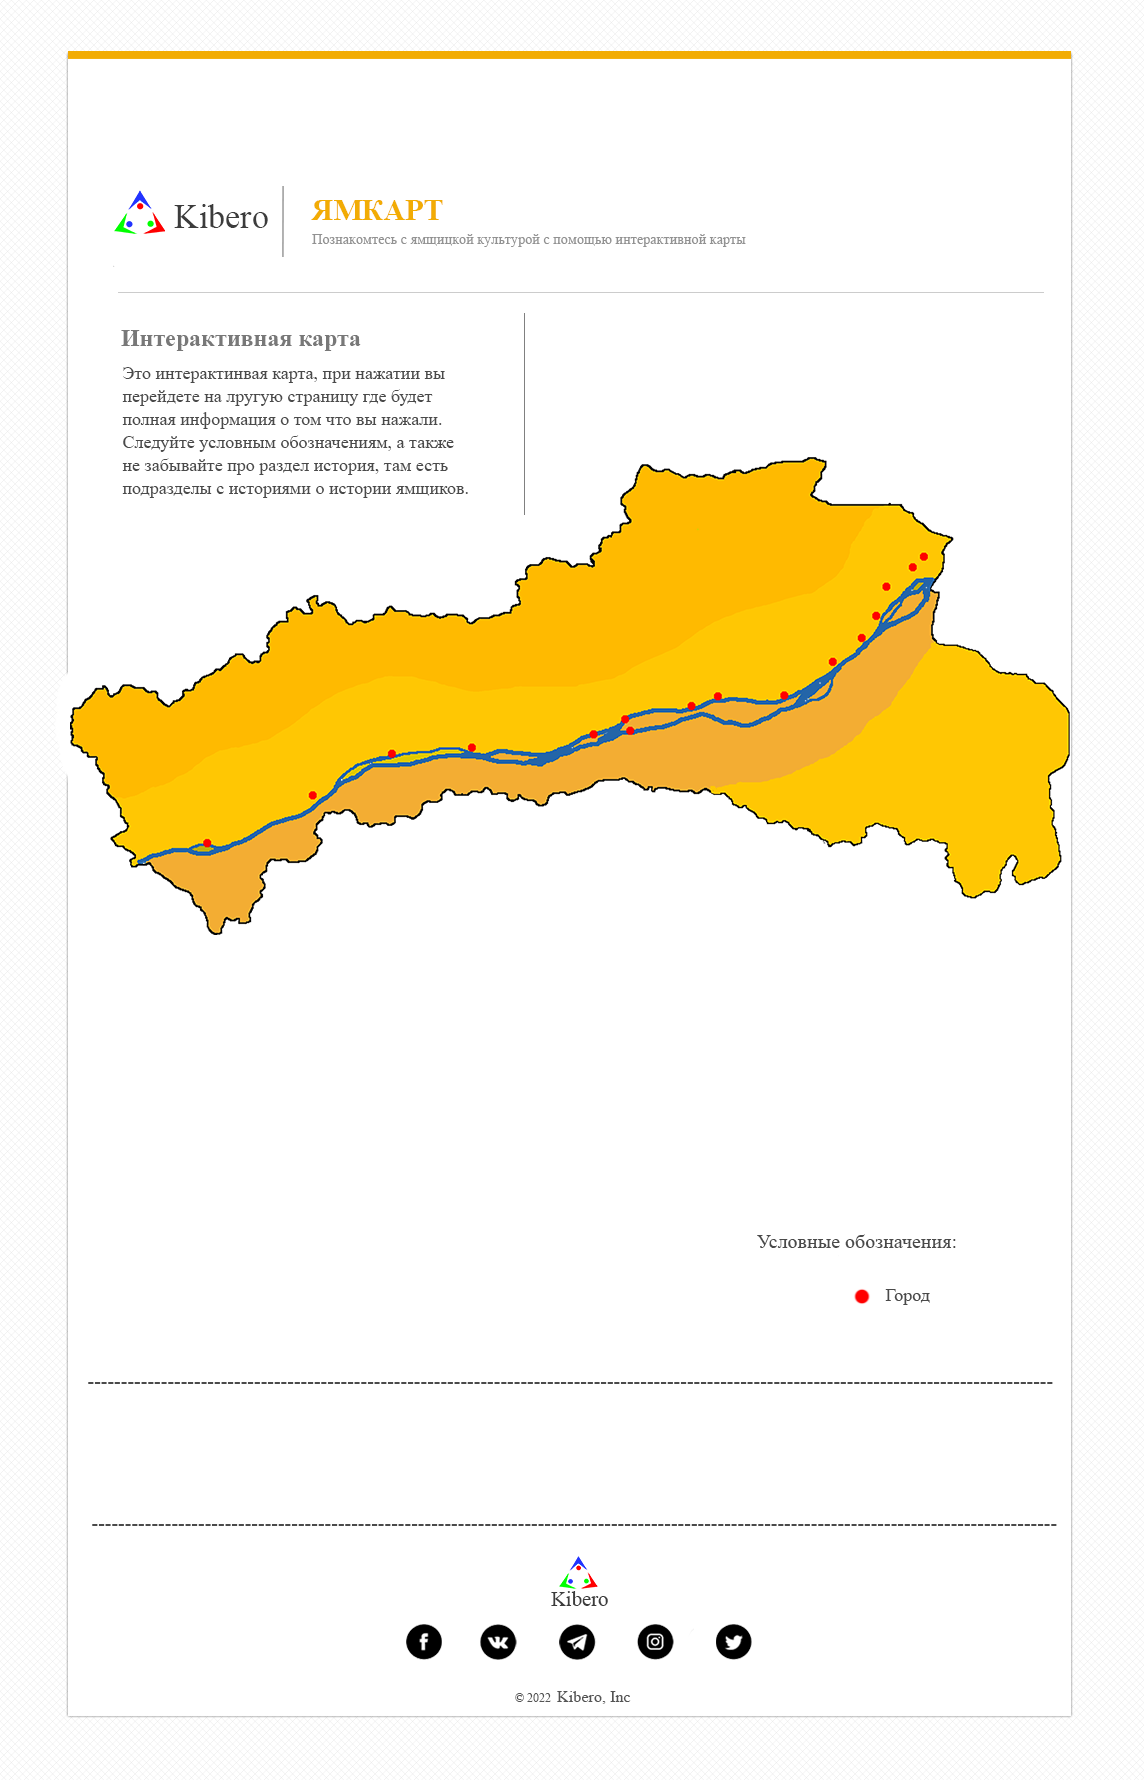 Kibero
ЯМКАРТ
Познакомтесь с ямщицкой культурой с помощью интерактивной карты
Интерактивная карта
Это интерактинвая карта, при нажатии вы
перейдете на лругую страницу где будет
полная информация о том что вы нажали.
Следуйте условным обозначениям, а также
не забывайте про раздел история, там есть
подразделы с историями о истории ямщиков.
Условные обозначения:
Город
Kibero
© 2022 Kibero, Inc